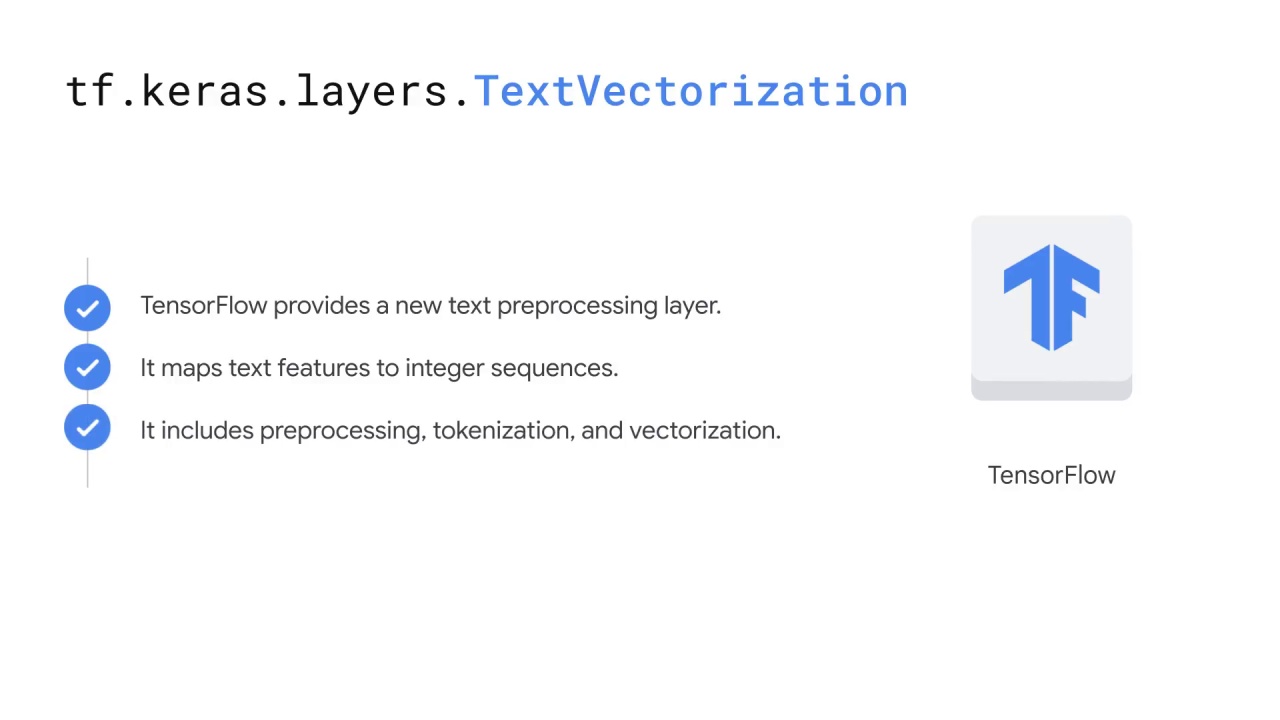 tf.keras.layers.TextVectorization
TensorFlow provides a new text preprocessing layer.
It maps text features to integer sequences.
It includes preprocessing, tokenization, and vectorization.
TensorFlow